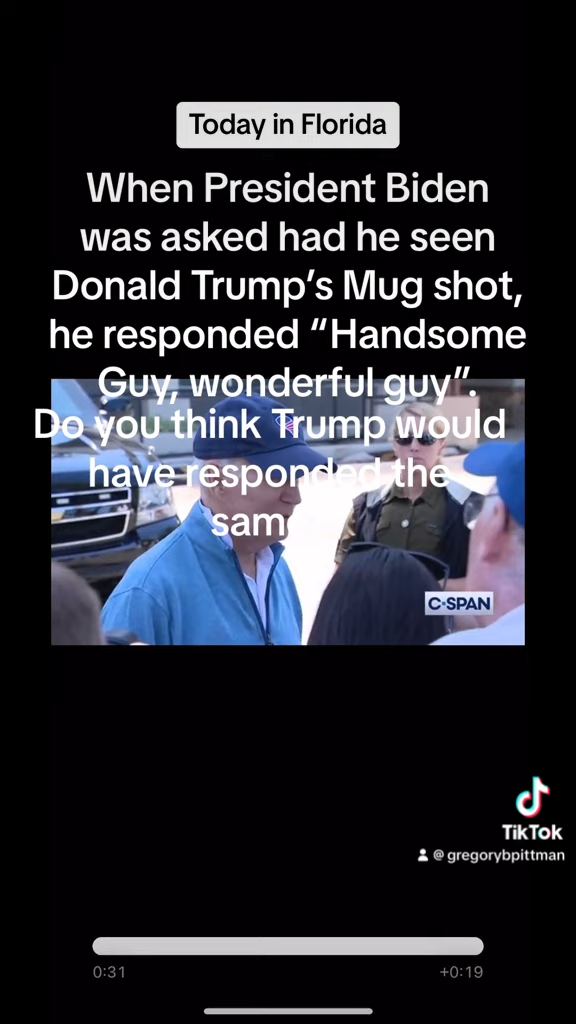 Today in Florida
When President Biden
was asked had he seen
Donald Trump’s Mug shot,
he responded “Handsome
Guy, wonderful guy”.
Do you think Trump would
have responded the
same
C-SPAN
TikTok
@gregorybpittman
0:31
+0:19